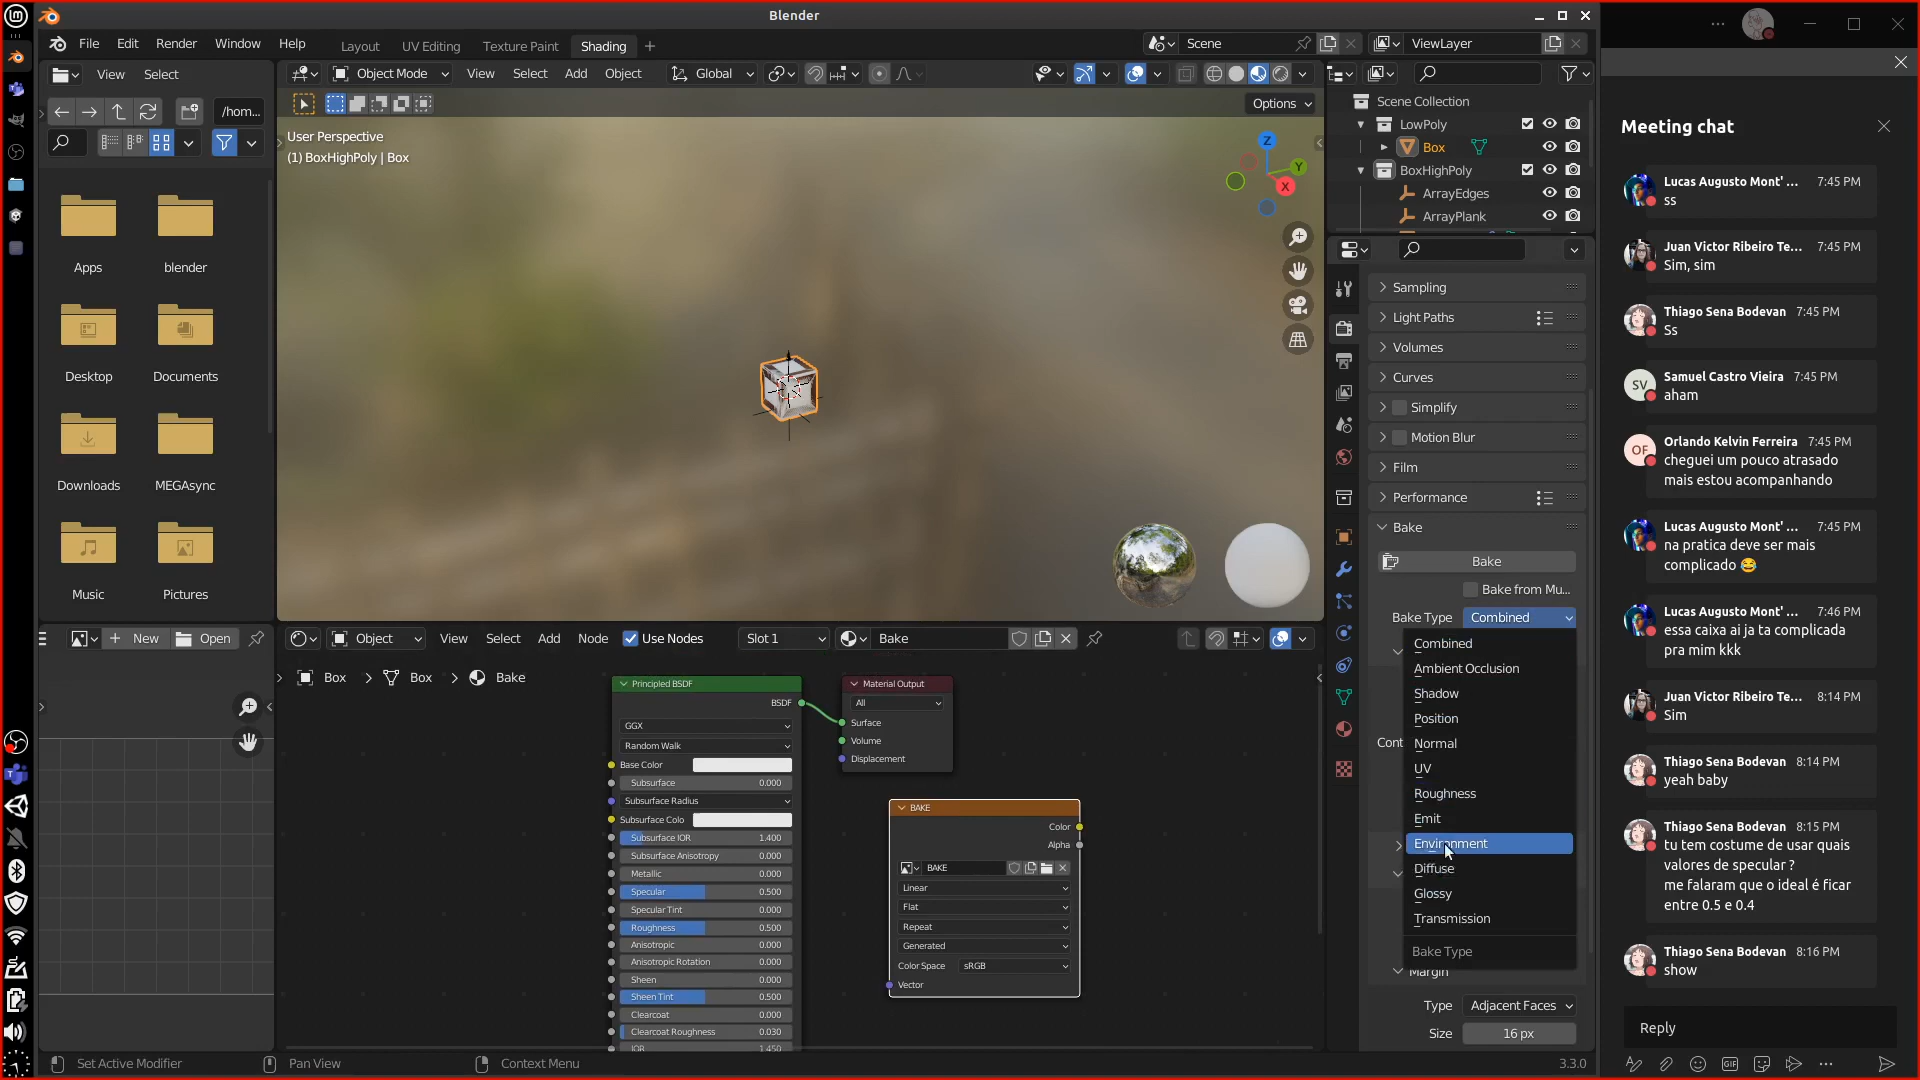 Blender
File Edit Render Window Help
Layout UV Editing Texture Paint Shading
Scene
ViewLayer
View Select
Object Mode View Select Add Object Global
/hom...
Options
User Perspective
(1) BoxHighPoly | Box
Z
Y
X
Apps
blender
Desktop
Documents
Downloads
MEGAsync
Music
Pictures
Scene Collection
LowPoly
Box
BoxHighPoly
ArrayEdges
ArrayPlank
Sampling
Light Paths
Volumes
Curves
Simplify
Motion Blur
Film
Performance
Bake
Bake
Bake from Mu...
Bake Type Combined
Combined
Ambient Occlusion
Shadow
Position
Normal
Cont
UV
Roughness
Emit
Environment
Diffuse
Glossy
Transmission
Bake Type
Margin
Type Adjacent Faces
Size 16 px
New Open
Object View Select Add Node Use Nodes Slot 1 Bake
Box Box Bake
Principled BSDF
BSDF
GGX
Random Walk
Base Color
Subsurface 0.000
Subsurface Radius
Subsurface Colo
Subsurface IOR 1.400
Subsurface Anisotropy 0.000
Metallic 0.000
Specular 0.500
Specular Tint 0.000
Roughness 0.500
Anisotropic 0.000
Anisotropic Rotation 0.000
Sheen 0.000
Sheen Tint 0.500
Clearcoat 0.000
Clearcoat Roughness 0.030
IOR 1.450
Material Output
All
Surface
Volume
Displacement
BAKE
Color
Alpha
BAKE
Linear
Flat
Repeat
Generated
Color Space sRGB
Vector
Set Active Modifier Pan View Context Menu 3.3.0
Meeting chat
Lucas Augusto Mont' ... 7:45 PM
ss
Juan Victor Ribeiro Te... 7:45 PM
Sim, sim
Thiago Sena Bodevan 7:45 PM
Ss
SV
Samuel Castro Vieira 7:45 PM
aham
OF
Orlando Kelvin Ferreira 7:45 PM
cheguei um pouco atrasado
mais estou acompanhando
Lucas Augusto Mont' ... 7:45 PM
na pratica deve ser mais
complicado 😂
Lucas Augusto Mont' ... 7:46 PM
essa caixa ai ja ta complicada
pra mim kkk
Juan Victor Ribeiro Te... 8:14 PM
Sim
Thiago Sena Bodevan 8:14 PM
yeah baby
Thiago Sena Bodevan 8:15 PM
tu tem costume de usar quais
valores de specular ?
me falaram que o ideal é ficar
entre 0.5 e 0.4
Thiago Sena Bodevan 8:16 PM
show
Reply
GIF